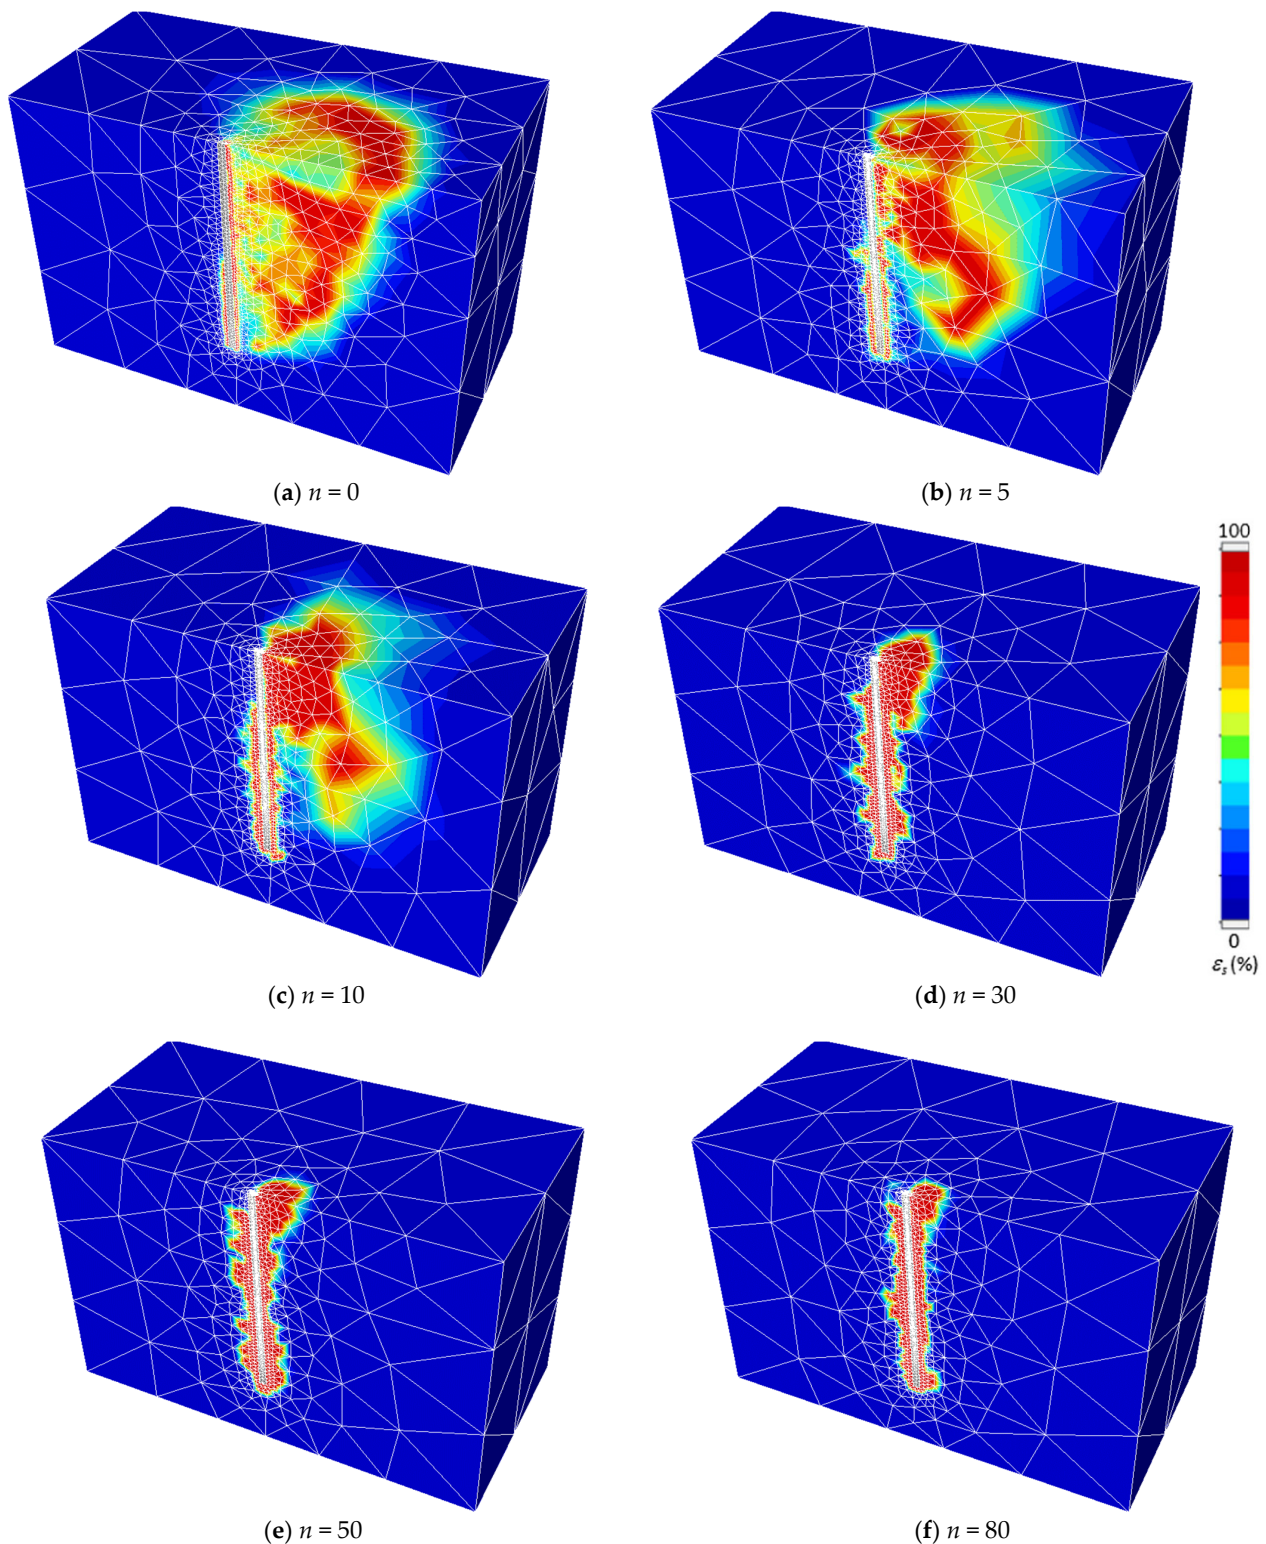 (a) n = 0
(b) n = 5
100
0
εs (%)
(c) n = 10
(d) n = 30
(e) n = 50
(f) n = 80